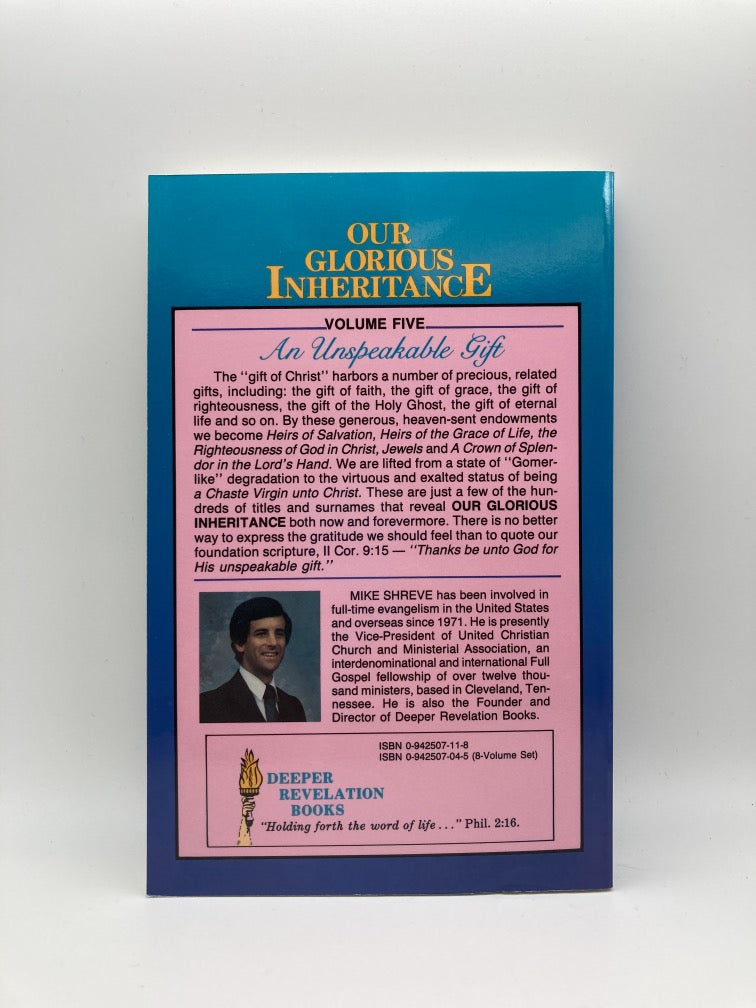 OUR
GLORIOUS
INHERITANCE
VOLUME FIVE
An Unspeakable Gift
The "gift of Christ" harbors a number of precious, related
gifts, including: the gift of faith, the gift of grace, the gift of
righteousness, the gift of the Holy Ghost, the gift of eternal
life and so on. By these generous, heaven-sent endowments
we become Heirs of Salvation, Heirs of the Grace of Life, the
Righteousness of God in Christ, Jewels and A Crown of Splen-
dor in the Lord's Hand. We are lifted from a state of "Gomer-
like" degradation to the virtuous and exalted status of being
a Chaste Virgin unto Christ. These are just a few of the hun-
dreds of titles and surnames that reveal OUR GLORIOUS
INHERITANCE both now and forevermore. There is no better
way to express the gratitude we should feel than to quote our
foundation scripture, II Cor. 9:15 — "Thanks be unto God for
His unspeakable gift."
MIKE SHREVE has been involved in
full-time evangelism in the United States
and overseas since 1971. He is presently
the Vice-President of United Christian
Church and Ministerial Association, an
interdenominational and international Full
Gospel fellowship of over twelve thou-
sand ministers, based in Cleveland, Ten-
nessee. He is also the Founder and
Director of Deeper Revelation Books.
ISBN 0-942507-11-8
ISBN 0-942507-04-5 (8-Volume Set)
DEEPER
REVELATION
BOOKS
"Holding forth the word of life..." Phil. 2:16.